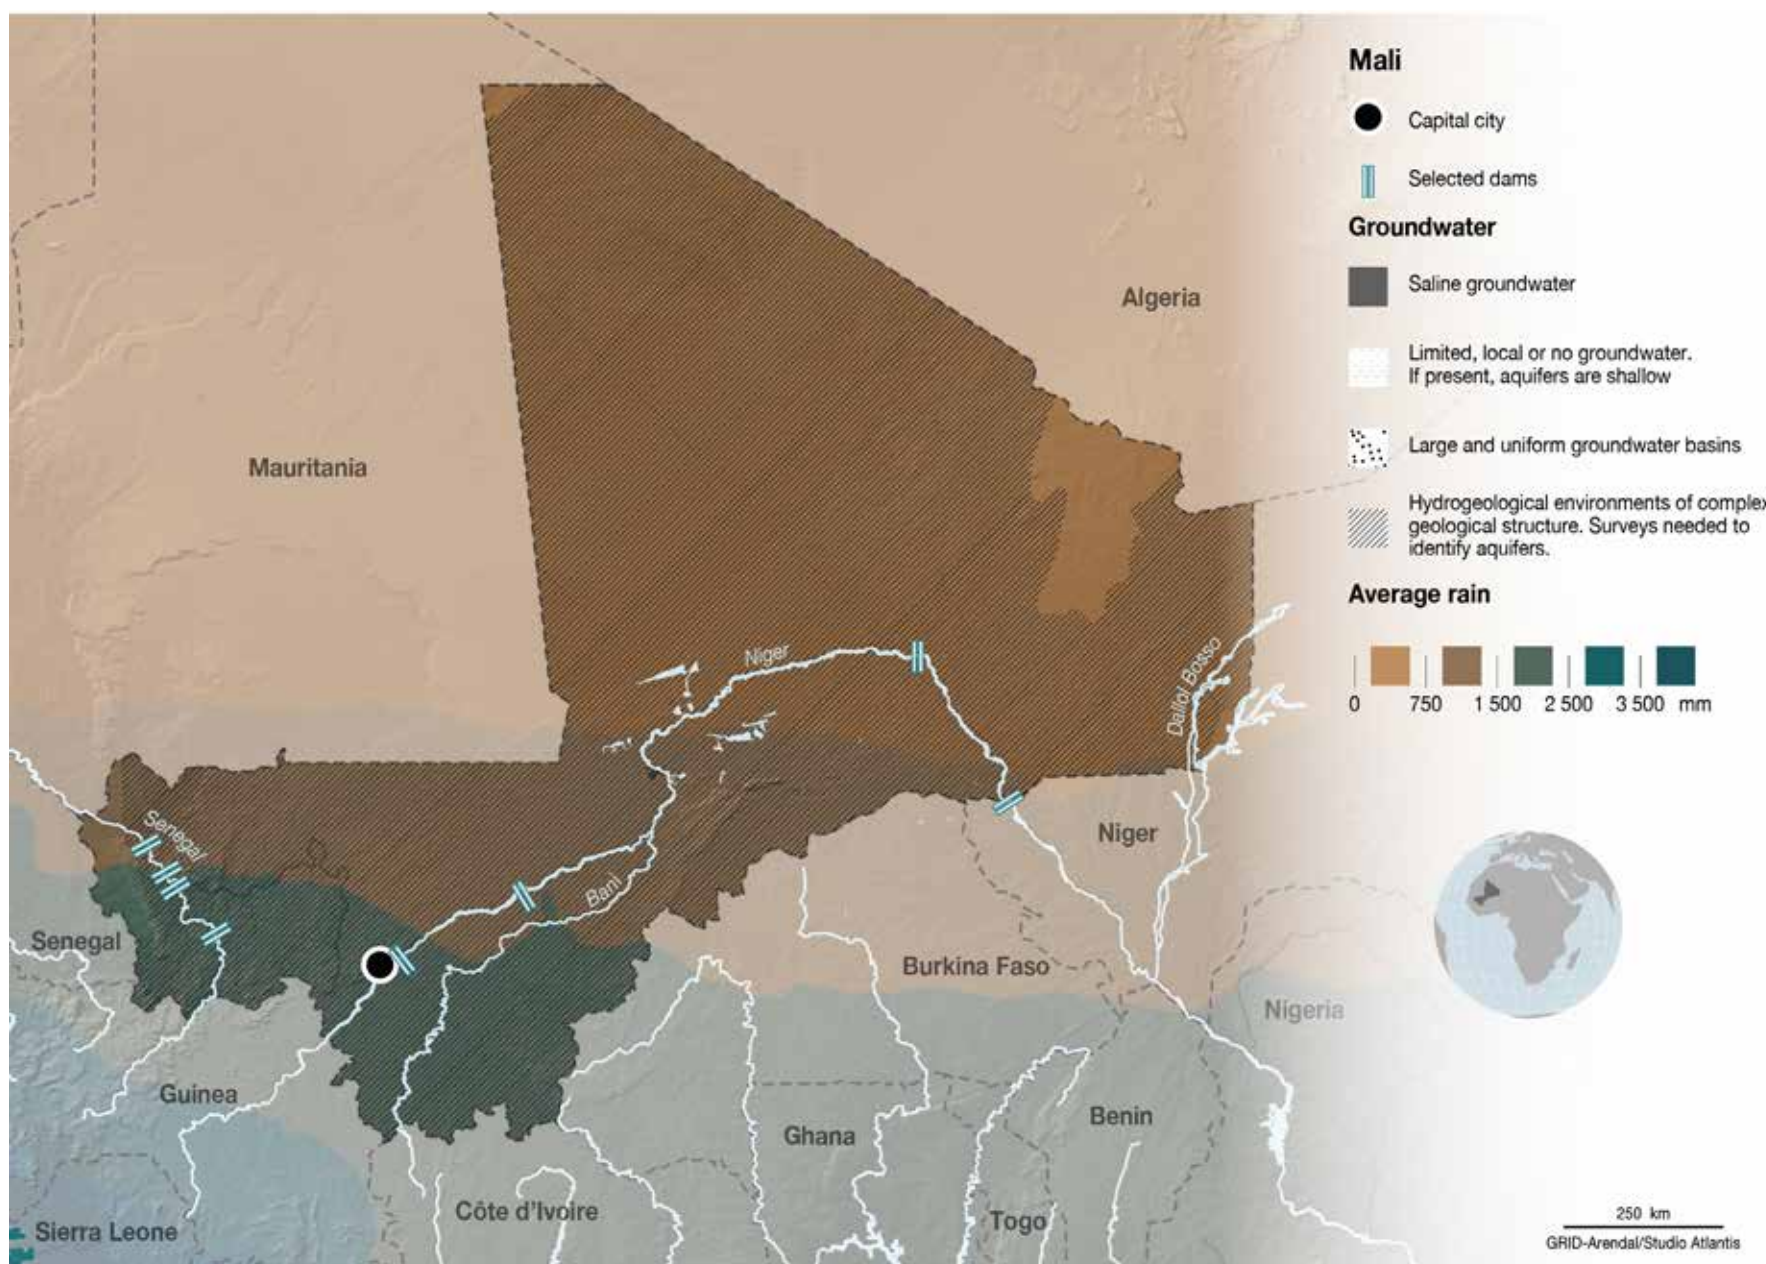 Mali
Capital city
Selected dams
Groundwater
Saline groundwater
Limited, local or no groundwater.
If present, aquifers are shallow
Large and uniform groundwater basins
Hydrogeological environments of complex
geological structure. Surveys needed to
identify aquifers.
Average rain
0 750 1 500 2 500 3 500 mm
Algeria
Mauritania
Niger
Dallol Bosso
Senegal
Bani
Niger
Senegal
Burkina Faso
Nigeria
Guinea
Ghana
Benin
Côte d'Ivoire
Togo
Sierra Leone
250 km
GRID-Arendal/Studio Atlantis